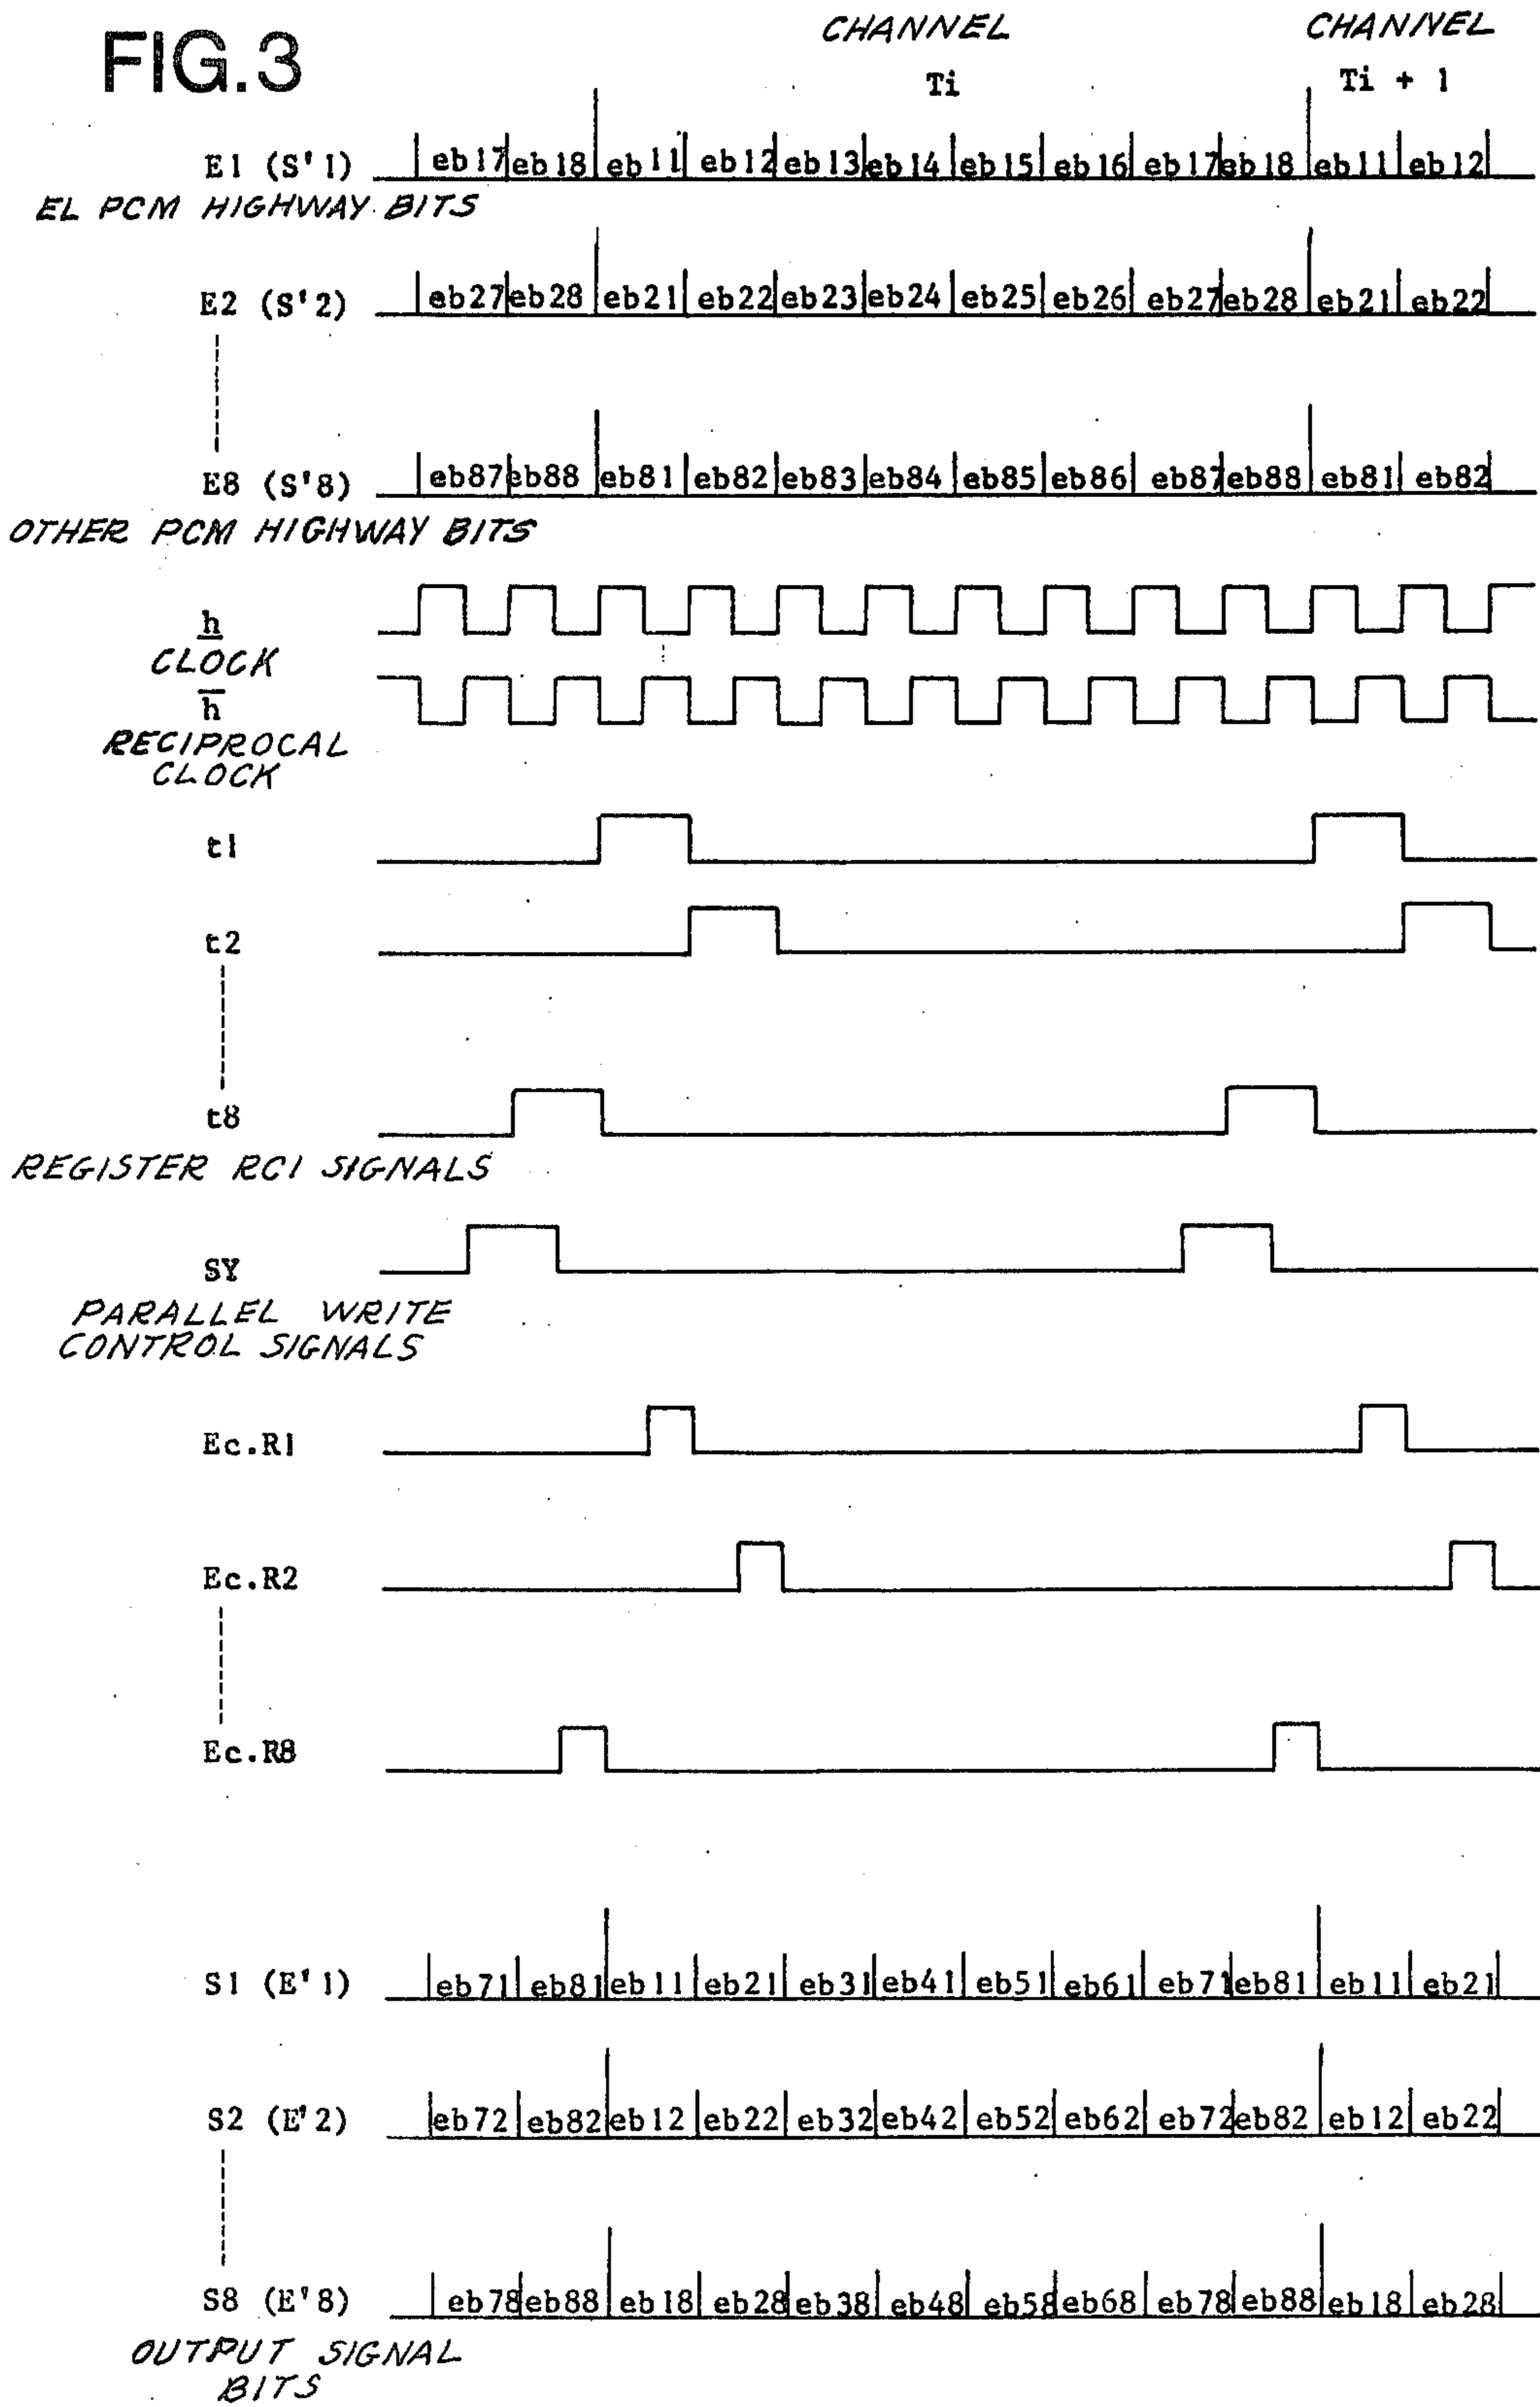 FIG.3
CHANNEL CHANNEL
Ti Ti + 1
E1 (S'1) eb17 eb18 eb11 eb12 eb13 eb14 eb15 eb16 eb17 eb18 eb11 eb12
EL PCM HIGHWAY BITS
E2 (S'2) eb27 eb28 eb21 eb22 eb23 eb24 eb25 eb26 eb27 eb28 eb21 eb22
E8 (S'8) eb87 eb88 eb81 eb82 eb83 eb84 eb85 eb86 eb87 eb88 eb81 eb82
OTHER PCM HIGHWAY BITS
h
CLOCK
h̅
RECIPROCAL
CLOCK
t1
t2
t8
REGISTER RCI SIGNALS
SY
PARALLEL WRITE
CONTROL SIGNALS
Ec.R1
Ec.R2
Ec.R8
S1 (E'1) eb71 eb81 eb11 eb21 eb31 eb41 eb51 eb61 eb71 eb81 eb11 eb21
S2 (E'2) eb72 eb82 eb12 eb22 eb32 eb42 eb52 eb62 eb72 eb82 eb12 eb22
S8 (E'8) eb78 eb88 eb18 eb28 eb38 eb48 eb58 eb68 eb78 eb88 eb18 eb28
OUTPUT SIGNAL
BITS